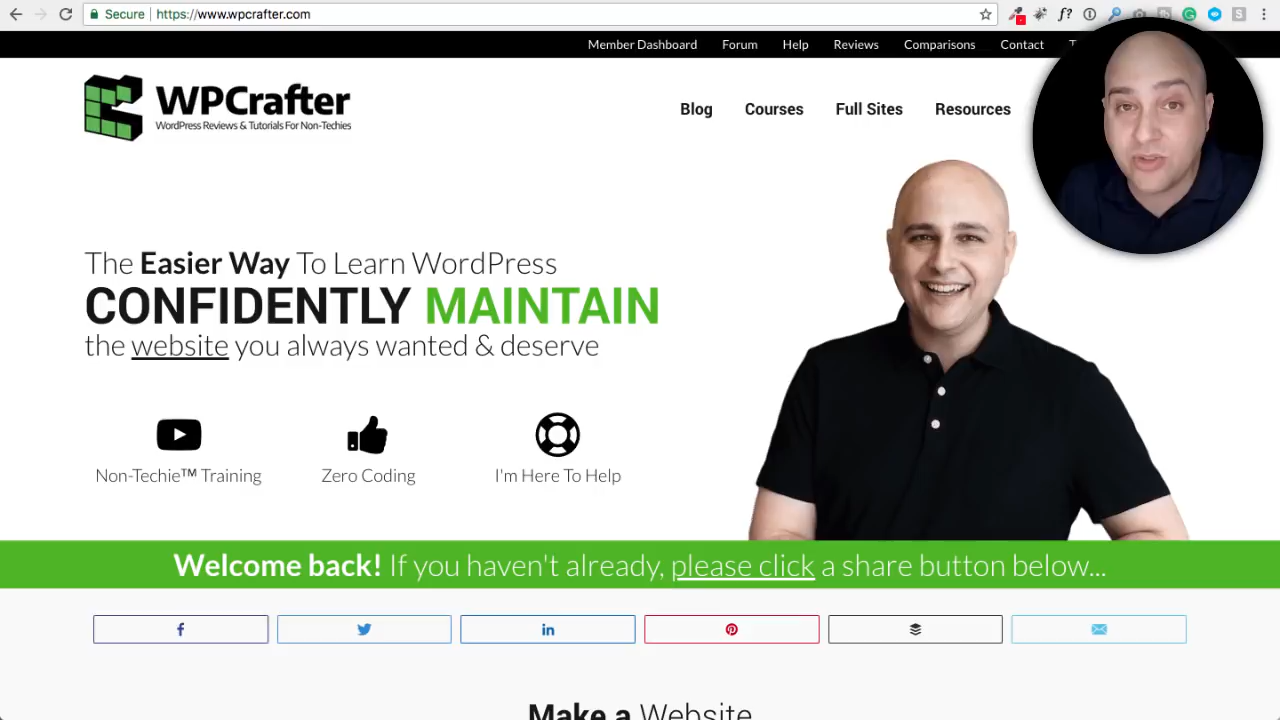 Secure https://www.wpcrafter.com
Member Dashboard Forum Help Reviews Comparisons Contact
WPCrafter
WordPress Reviews & Tutorials For Non-Techies
Blog Courses Full Sites Resources
The Easier Way To Learn WordPress
CONFIDENTLY MAINTAIN
the website you always wanted & deserve
Non-Techie™ Training Zero Coding I'm Here To Help
Welcome back! If you haven't already, please click a share button below...
Make a Website